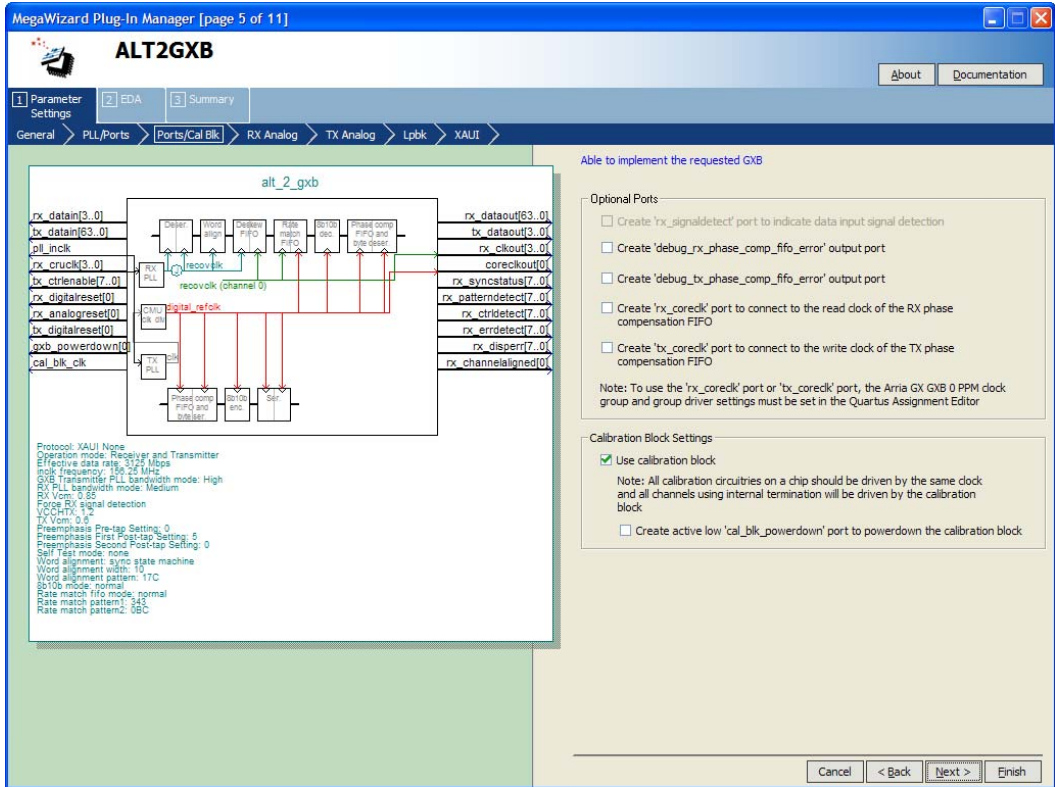 MegaWizard Plug-In Manager [page 5 of 11]
ALT2GXB
About
Documentation
1 Parameter Settings
2 EDA
3 Summary
General
PLL/Ports
Ports/Cal Blk
RX Analog
TX Analog
Lpbk
XAUI
alt_2_gxb
rx_datain[3..0]
tx_datain[63..0]
pll_inclk
rx_cruclk[3..0]
tx_ctrlenable[7..0]
rx_digitalreset[0]
rx_analogreset[0]
tx_digitalreset[0]
gxb_powerdown[0]
cal_blk_clk
Deser.
Word align
Deskew FIFO
Rate match FIFO
8b10b dec.
Phase comp FIFO and byte deser.
RX PLL
recovclk
recovclk (channel 0)
CMU clk div
digital_refclk
TX PLL
clk
Phase comp FIFO and byte ser.
8b10b enc.
Ser.
rx_dataout[63..0]
tx_dataout[3..0]
rx_clkout[3..0]
coreclkout[0]
rx_syncstatus[7..0]
rx_patterndetect[7..0]
rx_ctrldetect[7..0]
rx_errdetect[7..0]
rx_disperr[7..0]
rx_channelaligned[0]
Protocol: XAUI None
Operation mode: Receiver and Transmitter
Effective data rate: 3125 Mbps
inclk frequency: 156.25 MHz
GXB Transmitter PLL bandwidth mode: High
RX PLL bandwidth mode: Medium
RX Vcm: 0.85
Force RX signal detection
VCCHTX: 1.2
TX Vcm: 0.6
Preemphasis Pre-tap Setting: 0
Preemphasis First Post-tap Setting: 5
Preemphasis Second Post-tap Setting: 0
Self Test mode: none
Word alignment: sync state machine
Word alignment width: 10
Word alignment pattern: 17C
8b10b mode: normal
Rate match fifo mode: normal
Rate match pattern1: 343
Rate match pattern2: 0BC
Able to implement the requested GXB
Optional Ports
Create 'rx_signaldetect' port to indicate data input signal detection
Create 'debug_rx_phase_comp_fifo_error' output port
Create 'debug_tx_phase_comp_fifo_error' output port
Create 'rx_coreclk' port to connect to the read clock of the RX phase
compensation FIFO
Create 'tx_coreclk' port to connect to the write clock of the TX phase
compensation FIFO
Note: To use the 'rx_coreclk' port or 'tx_coreclk' port, the Arria GX GXB 0 PPM clock
group and group driver settings must be set in the Quartus Assignment Editor
Calibration Block Settings
Use calibration block
Note: All calibration circuitries on a chip should be driven by the same clock
and all channels using internal termination will be driven by the calibration
block
Create active low 'cal_blk_powerdown' port to powerdown the calibration block
Cancel
< Back
Next >
Finish